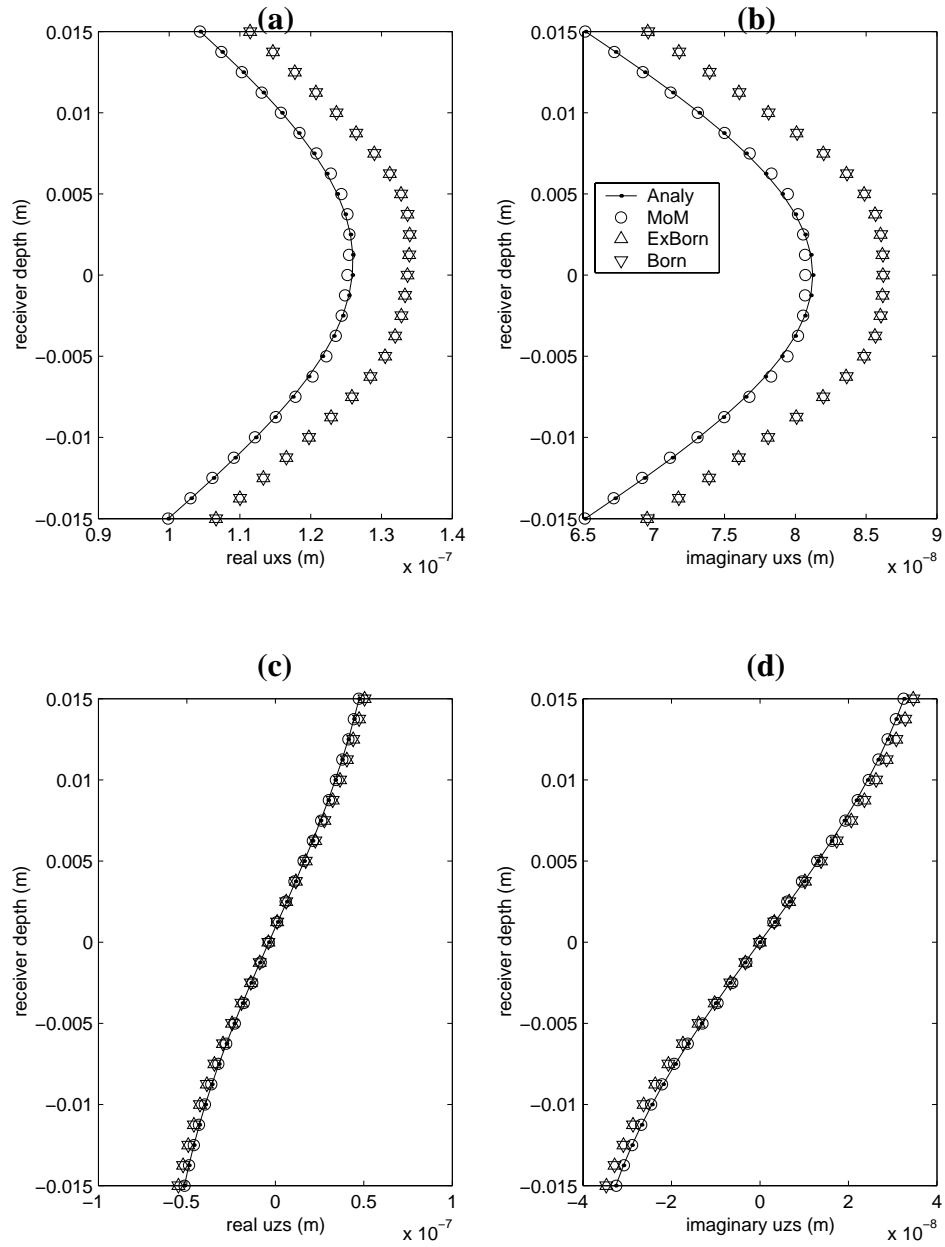 (a)
0.015
0.01
0.005
0
−0.005
−0.01
−0.015
receiver depth (m)
0.9 1 1.1 1.2 1.3 1.4
real uxs (m)
x 10−7
(b)
0.015
0.01
0.005
0
−0.005
−0.01
−0.015
receiver depth (m)
Analy
MoM
ExBorn
Born
6.5 7 7.5 8 8.5 9
imaginary uxs (m)
x 10−8
(c)
0.015
0.01
0.005
0
−0.005
−0.01
−0.015
receiver depth (m)
−1 −0.5 0 0.5 1
real uzs (m)
x 10−7
(d)
0.015
0.01
0.005
0
−0.005
−0.01
−0.015
receiver depth (m)
−4 −2 0 2 4
imaginary uzs (m)
x 10−8